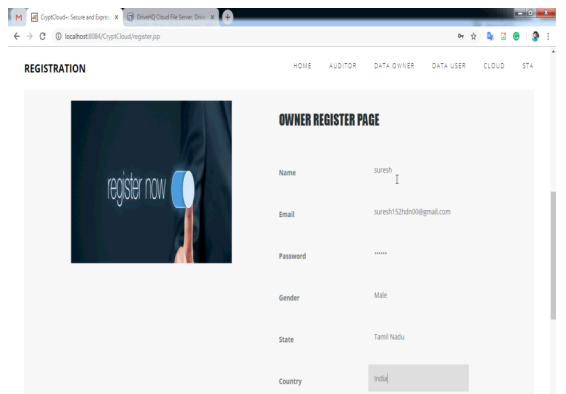 CryptCloud+: Secure and Expres
DriveHQ Cloud File Server, Drive
localhost:8084/CryptCloud/register.jsp
REGISTRATION
HOME AUDITOR DATA OWNER DATA USER CLOUD STA
OWNER REGISTER PAGE
register now
Name suresh
Email suresh152hdn00@gmail.com
Password ••••••
Gender Male
State Tamil Nadu
Country India